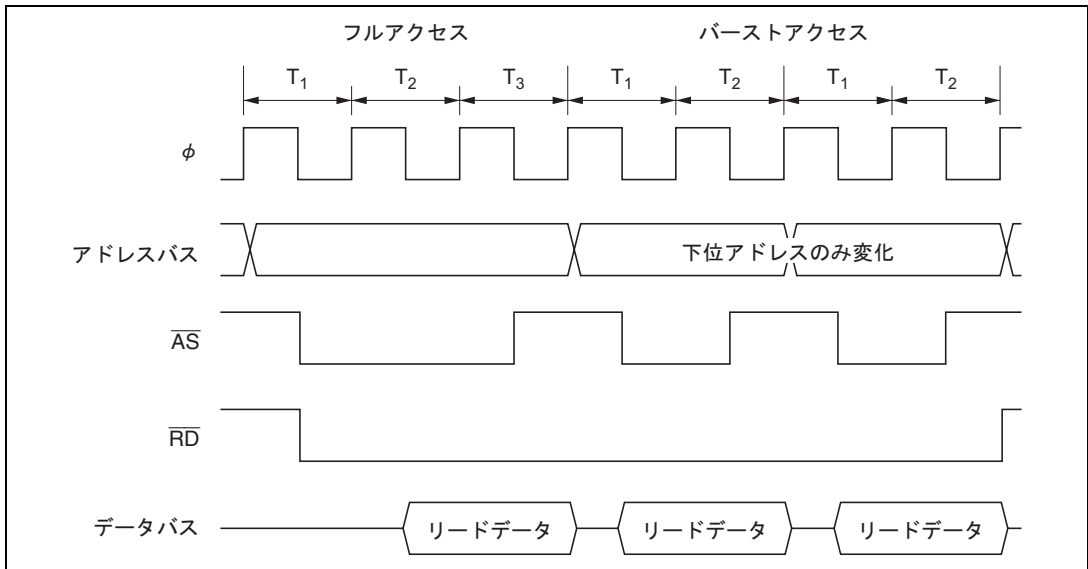 フルアクセス バーストアクセス
T1 T2 T3 T1 T2 T1 T2
φ
アドレスバス 下位アドレスのみ変化
AS
RD
データバス リードデータ リードデータ リードデータ